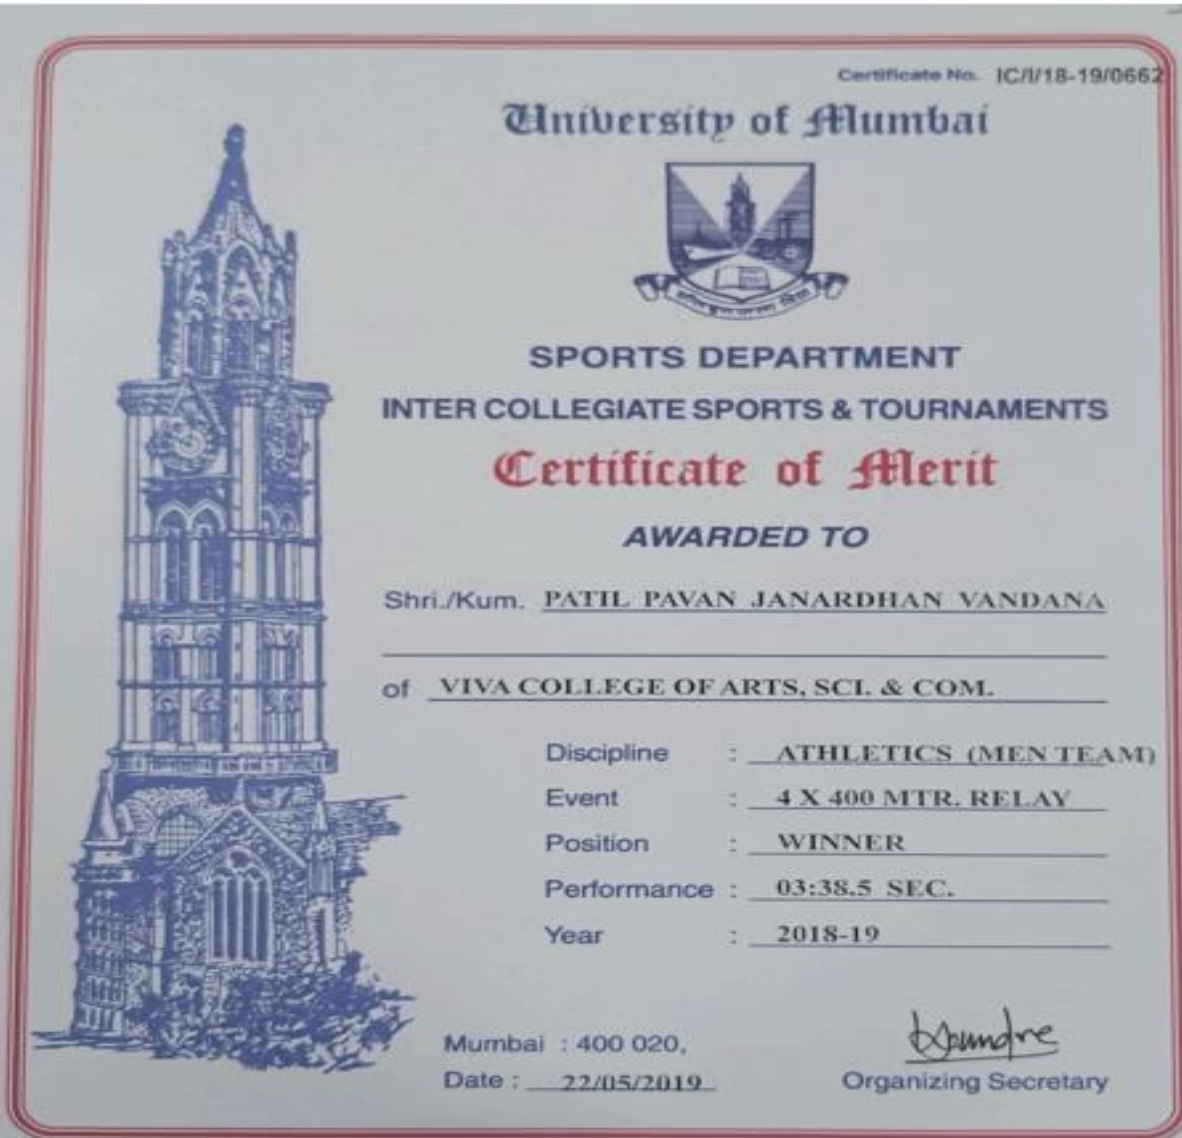 Certificate No. IC/I/18-19/0662
University of Mumbai
SPORTS DEPARTMENT
INTER COLLEGIATE SPORTS & TOURNAMENTS
Certificate of Merit
AWARDED TO
Shri./Kum. PATIL PAVAN JANARDHAN VANDANA
of VIVA COLLEGE OF ARTS, SCI. & COM.
Discipline : ATHLETICS (MEN TEAM)
Event : 4 X 400 MTR. RELAY
Position : WINNER
Performance : 03:38.5 SEC.
Year : 2018-19
Mumbai : 400 020,
Date : 22/05/2019
Organizing Secretary